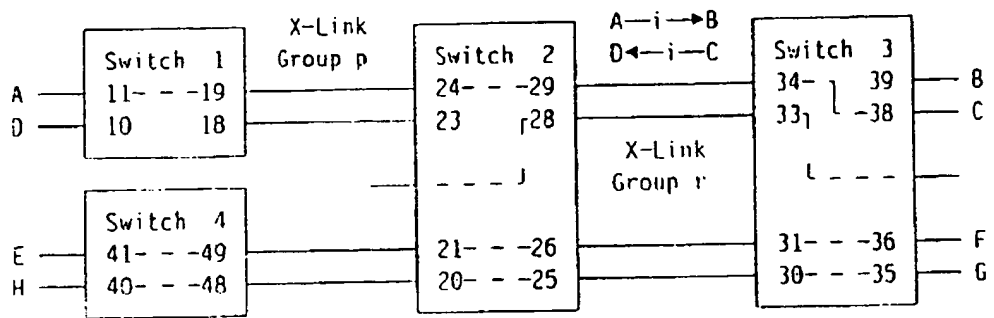 X-Link
Group p
A—i→B
D←i—C
Switch 1
11- - -19
10 18
A
D
Switch 2
24- - -29
23 28
21- - -26
20- - -25
Switch 3
34- 39
33 -38
31- - -36
30- - -35
B
C
X-Link
Group r
Switch 4
41- - -49
40- - -48
E
H
F
G